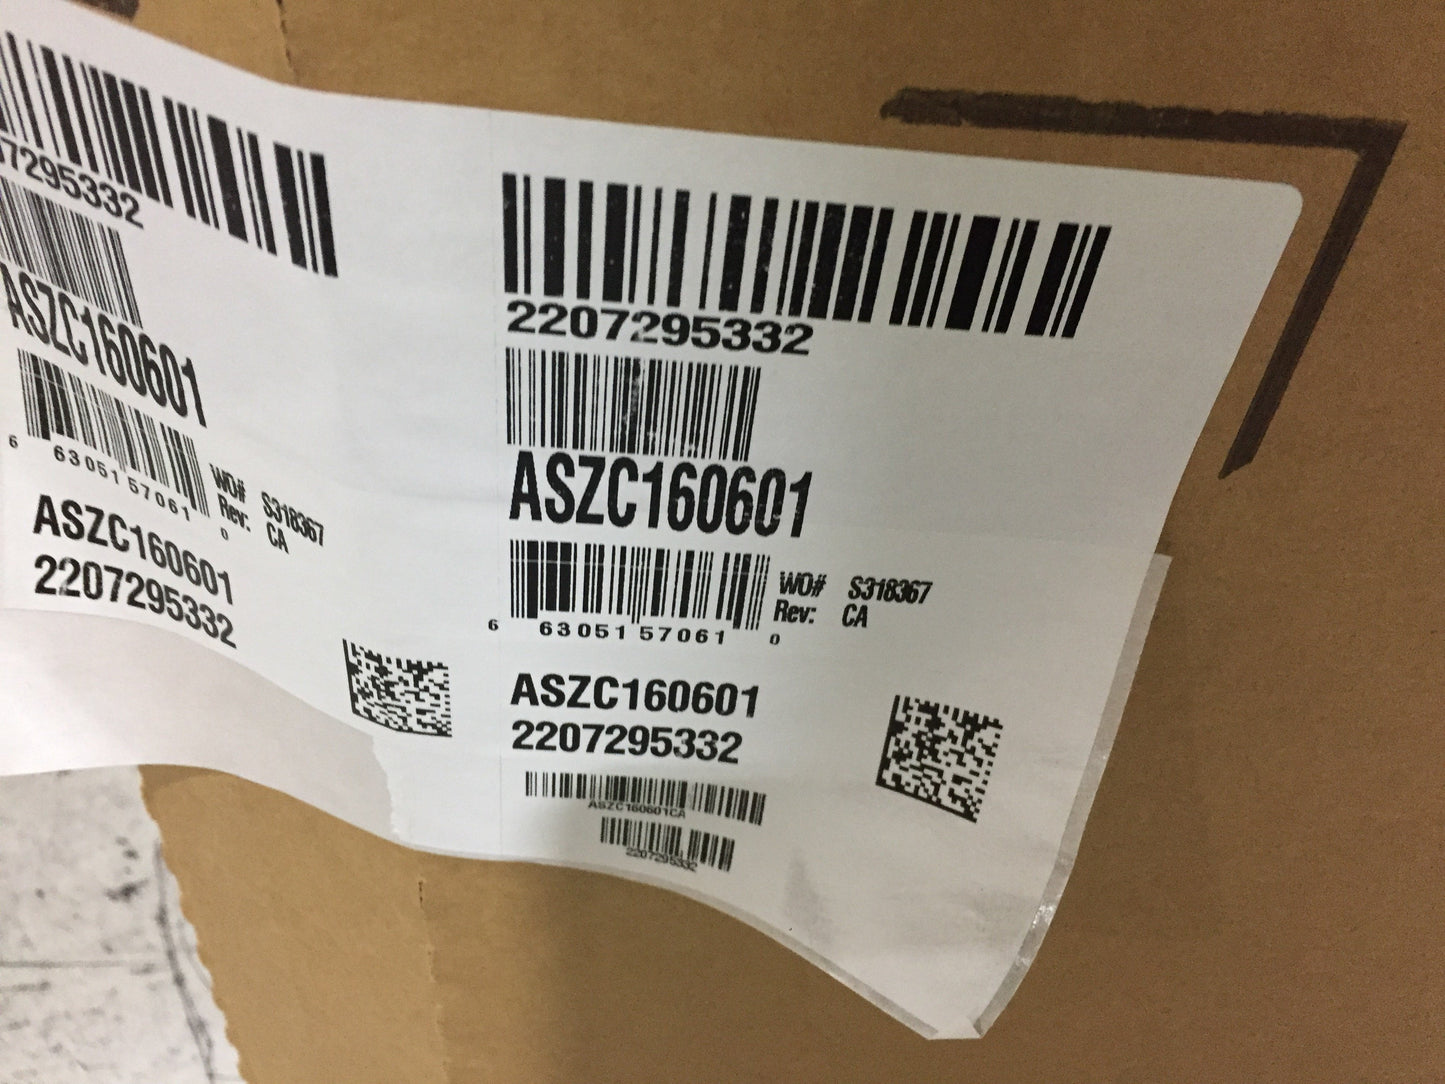 7295332
ASZC160601
6 63051 57061 0
WO# S318367
Rev: CA
ASZC160601
2207295332
2207295332
ASZC160601
6 63051 57061 0
WO# S318367
Rev: CA
ASZC160601
2207295332
ASZC160601CA
2207295332